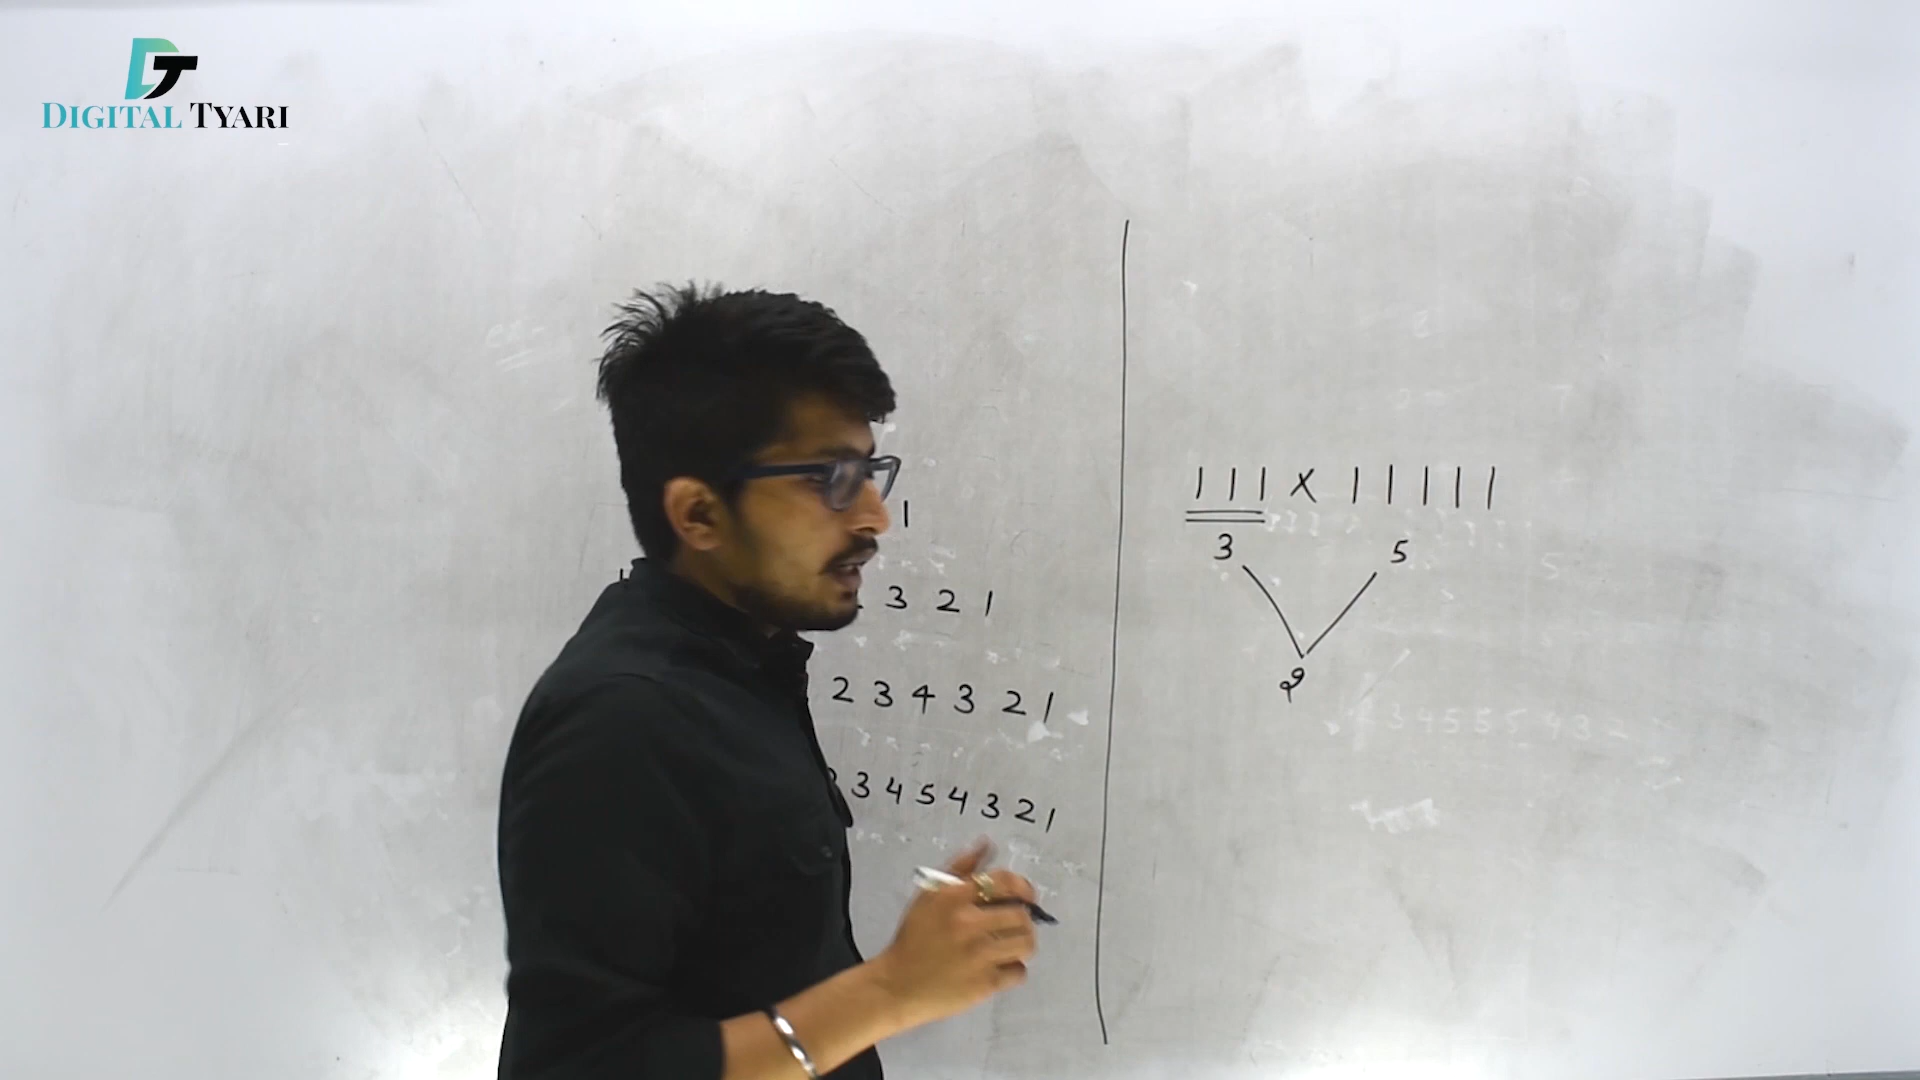 DIGITAL TYARI
1
3 2 1
2 3 4 3 2 1
3 4 5 4 3 2 1
111 × 11111
3 5
2